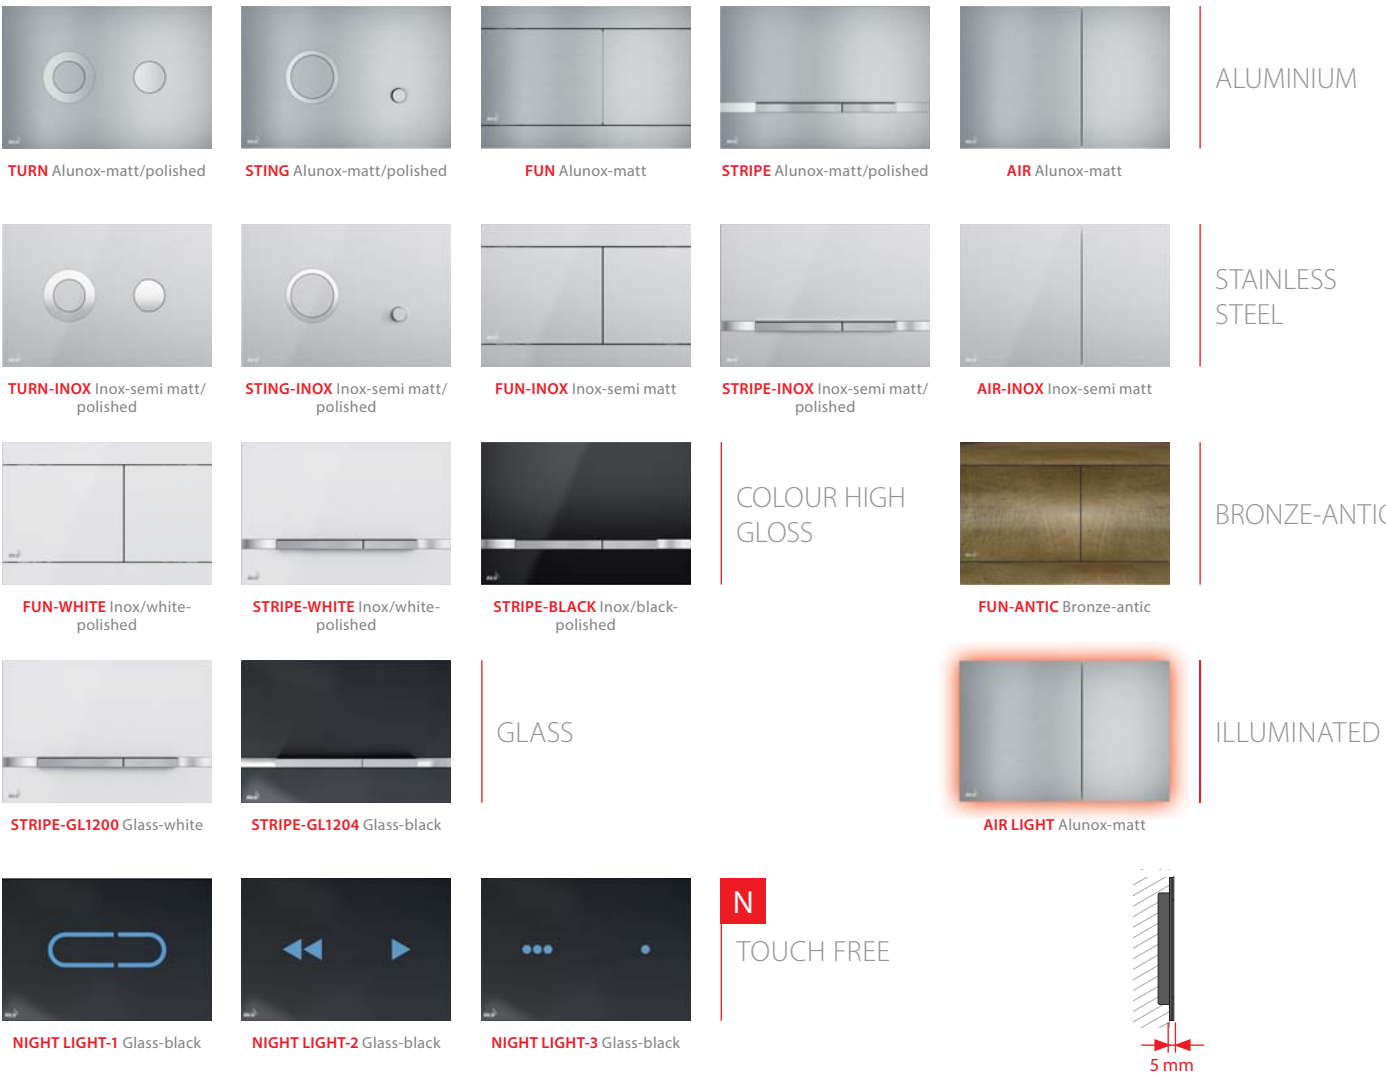 ALUMINIUM
TURN Alunox-matt/polished
STING Alunox-matt/polished
FUN Alunox-matt
STRIPE Alunox-matt/polished
AIR Alunox-matt
STAINLESS
STEEL
TURN-INOX Inox-semi matt/
polished
STING-INOX Inox-semi matt/
polished
FUN-INOX Inox-semi matt
STRIPE-INOX Inox-semi matt/
polished
AIR-INOX Inox-semi matt
COLOUR HIGH
GLOSS
BRONZE-ANTIC
FUN-WHITE Inox/white-
polished
STRIPE-WHITE Inox/white-
polished
STRIPE-BLACK Inox/black-
polished
FUN-ANTIC Bronze-antic
GLASS
ILLUMINATED
STRIPE-GL1200 Glass-white
STRIPE-GL1204 Glass-black
AIR LIGHT Alunox-matt
N
TOUCH FREE
NIGHT LIGHT-1 Glass-black
NIGHT LIGHT-2 Glass-black
NIGHT LIGHT-3 Glass-black
5 mm